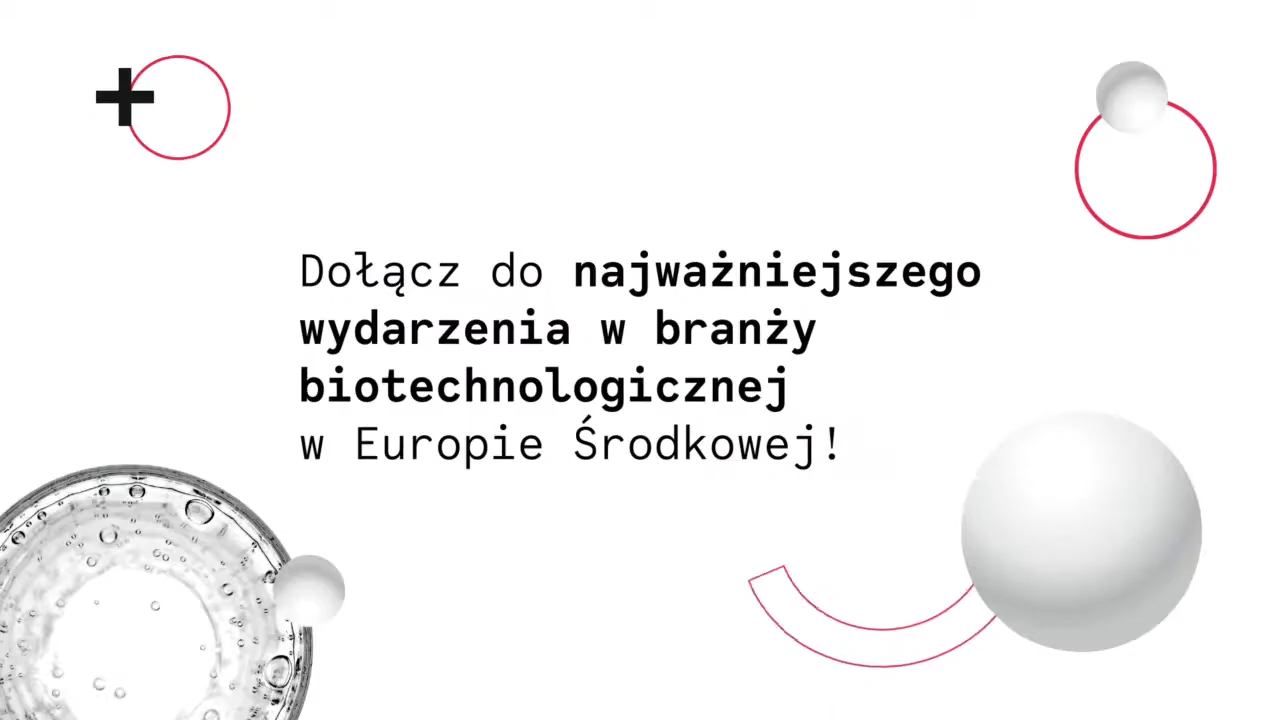 Dołącz do najważniejszego
wydarzenia w branży
biotechnologicznej
w Europie Środkowej!